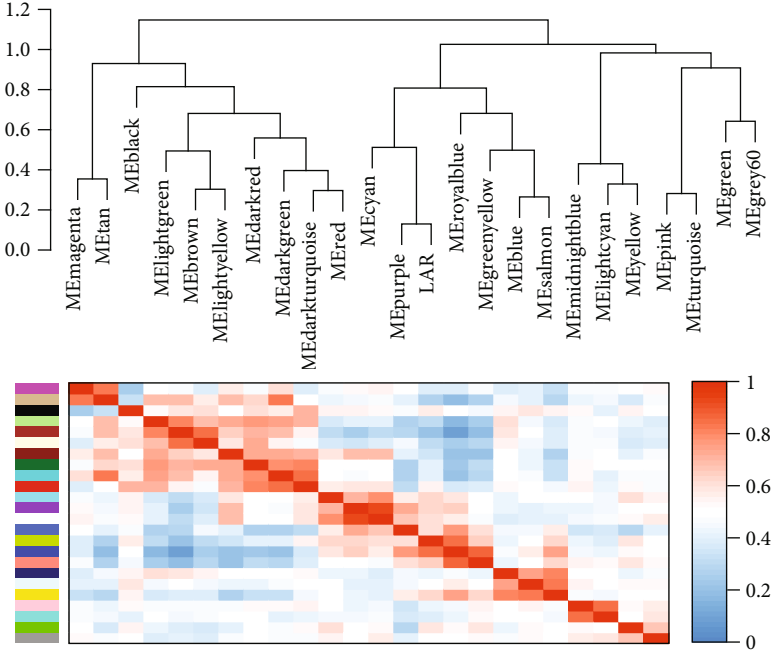 1.2
1.0
0.8
0.6
0.4
0.2
0.0
MEmagenta
MEtan
MEblack
MElightgreen
MEbrown
MElightyellow
MEdarkred
MEdarkgreen
MEdarkturquoise
MEred
MEcyan
MEpurple
LAR
MEroyalblue
MEgreenyellow
MEblue
MEsalmon
MEmidnightblue
MElightcyan
MEyellow
MEpink
MEturquoise
MEgreen
MEgrey60
1
0.8
0.6
0.4
0.2
0